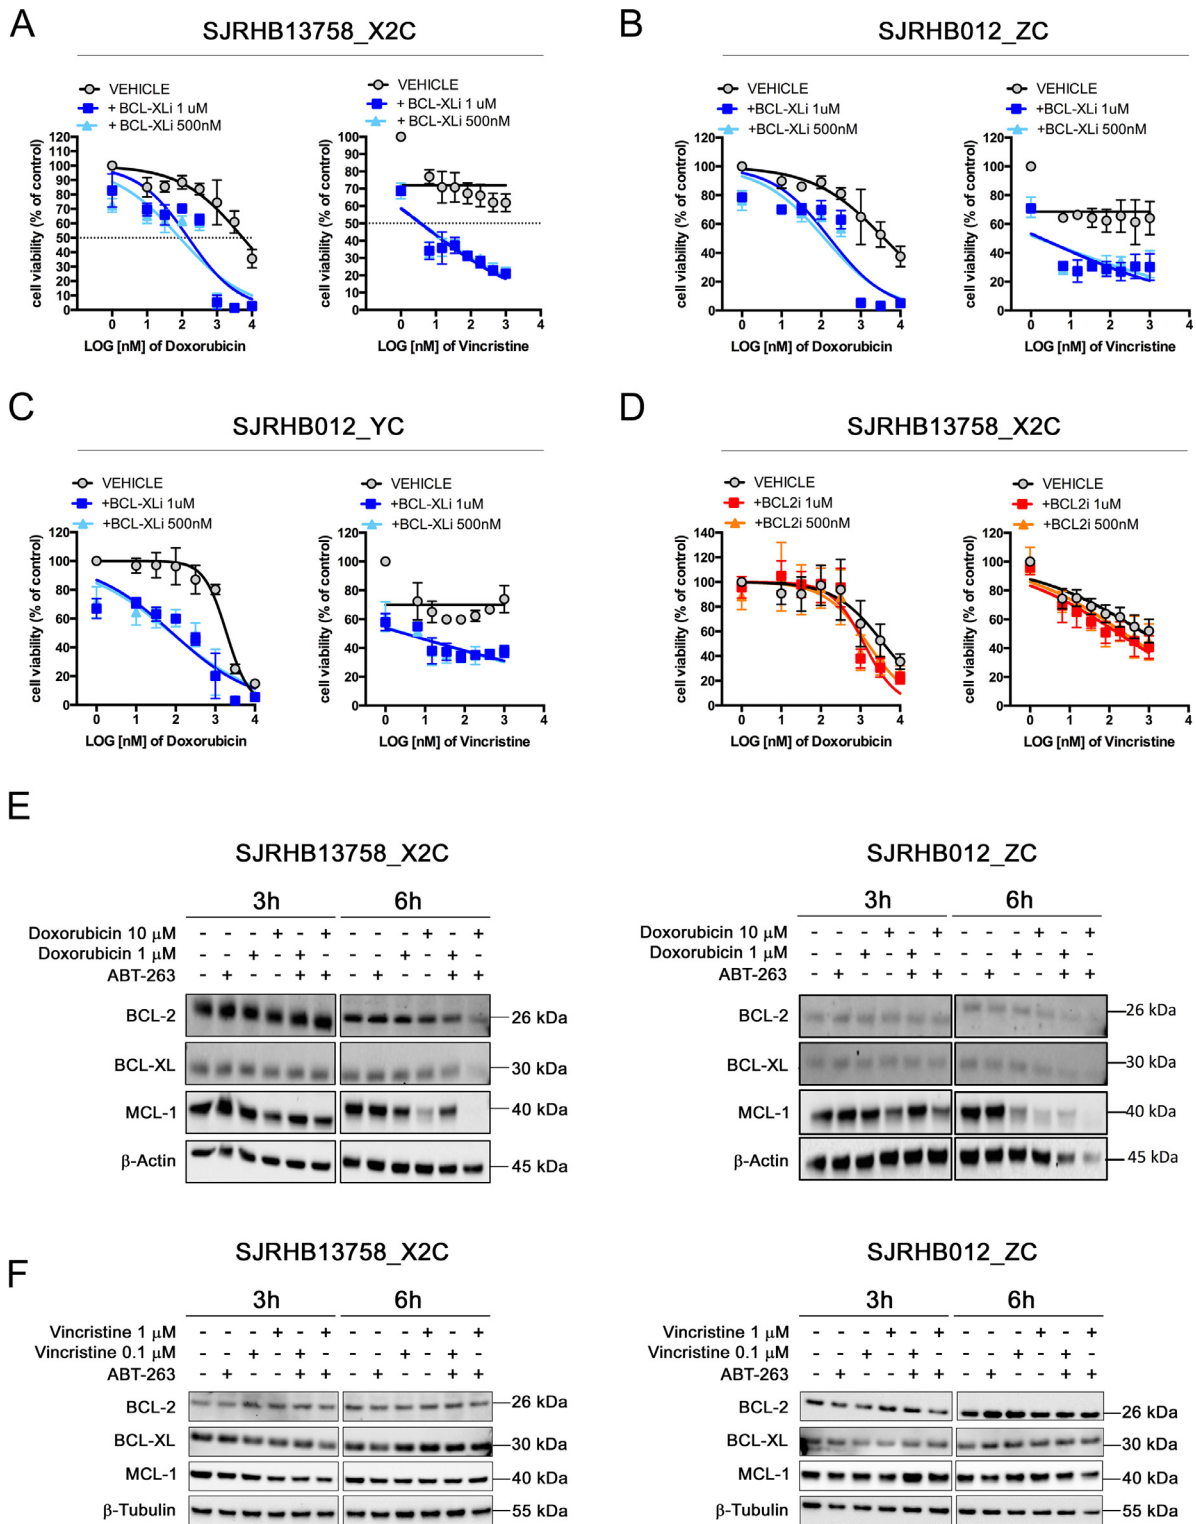 A
SJRHB13758_X2C
VEHICLE
+ BCL-XLi 1 uM
+ BCL-XLi 500nM
cell viability (% of control)
120
110
100
90
80
70
60
50
40
30
20
10
0
0 1 2 3 4
LOG [nM] of Doxorubicin
VEHICLE
+ BCL-XLi 1 uM
+ BCL-XLi 500nM
cell viability (% of control)
100
90
80
70
60
50
40
30
20
10
0
0 1 2 3 4
LOG [nM] of Vincristine
B
SJRHB012_ZC
VEHICLE
+BCL-XLi 1uM
+BCL-XLi 500nM
cell viability (% of control)
120
100
80
60
40
20
0
0 1 2 3 4
LOG [nM] of Doxorubicin
VEHICLE
+BCL-XLi 1uM
+BCL-XLi 500nM
cell viability (% of control)
120
100
80
60
40
20
0
0 1 2 3 4
LOG [nM] of Vincristine
C
SJRHB012_YC
VEHICLE
+BCL-XLi 1uM
+BCL-XLi 500nM
cell viability (% of control)
120
100
80
60
40
20
0
0 1 2 3 4
LOG [nM] of Doxorubicin
VEHICLE
+BCL-XLi 1uM
+BCL-XLi 500nM
cell viability (% of control)
120
100
80
60
40
20
0
0 1 2 3 4
LOG [nM] of Vincristine
D
SJRHB13758_X2C
VEHICLE
+BCL2i 1uM
+BCL2i 500nM
cell viability (% of control)
140
120
100
80
60
40
20
0
0 1 2 3 4
LOG [nM] of Doxorubicin
VEHICLE
+BCL2i 1uM
+BCL2i 500nM
cell viability (% of control)
120
100
80
60
40
20
0
0 1 2 3 4
LOG [nM] of Vincristine
E
SJRHB13758_X2C
3h 6h
Doxorubicin 10 μM - - - + - + - - - + - +
Doxorubicin 1 μM - - + - + - - - + - + -
ABT-263 - + - - + + - + - - + +
BCL-2 26 kDa
BCL-XL 30 kDa
MCL-1 40 kDa
β-Actin 45 kDa
SJRHB012_ZC
3h 6h
Doxorubicin 10 μM - - - + - + - - - + - +
Doxorubicin 1 μM - - + - + - - - + - + -
ABT-263 - + - - + + - + - - + +
BCL-2 26 kDa
BCL-XL 30 kDa
MCL-1 40 kDa
β-Actin 45 kDa
F
SJRHB13758_X2C
3h 6h
Vincristine 1 μM - - - + - + - - - + - +
Vincristine 0.1 μM - - + - + - - - + - + -
ABT-263 - + - - + + - + - - + +
BCL-2 26 kDa
BCL-XL 30 kDa
MCL-1 40 kDa
β-Tubulin 55 kDa
SJRHB012_ZC
3h 6h
Vincristine 1 μM - - - + - + - - - + - +
Vincristine 0.1 μM - - + - + - - - + - + -
ABT-263 - + - - + + - + - - + +
BCL-2 26 kDa
BCL-XL 30 kDa
MCL-1 40 kDa
β-Tubulin 55 kDa